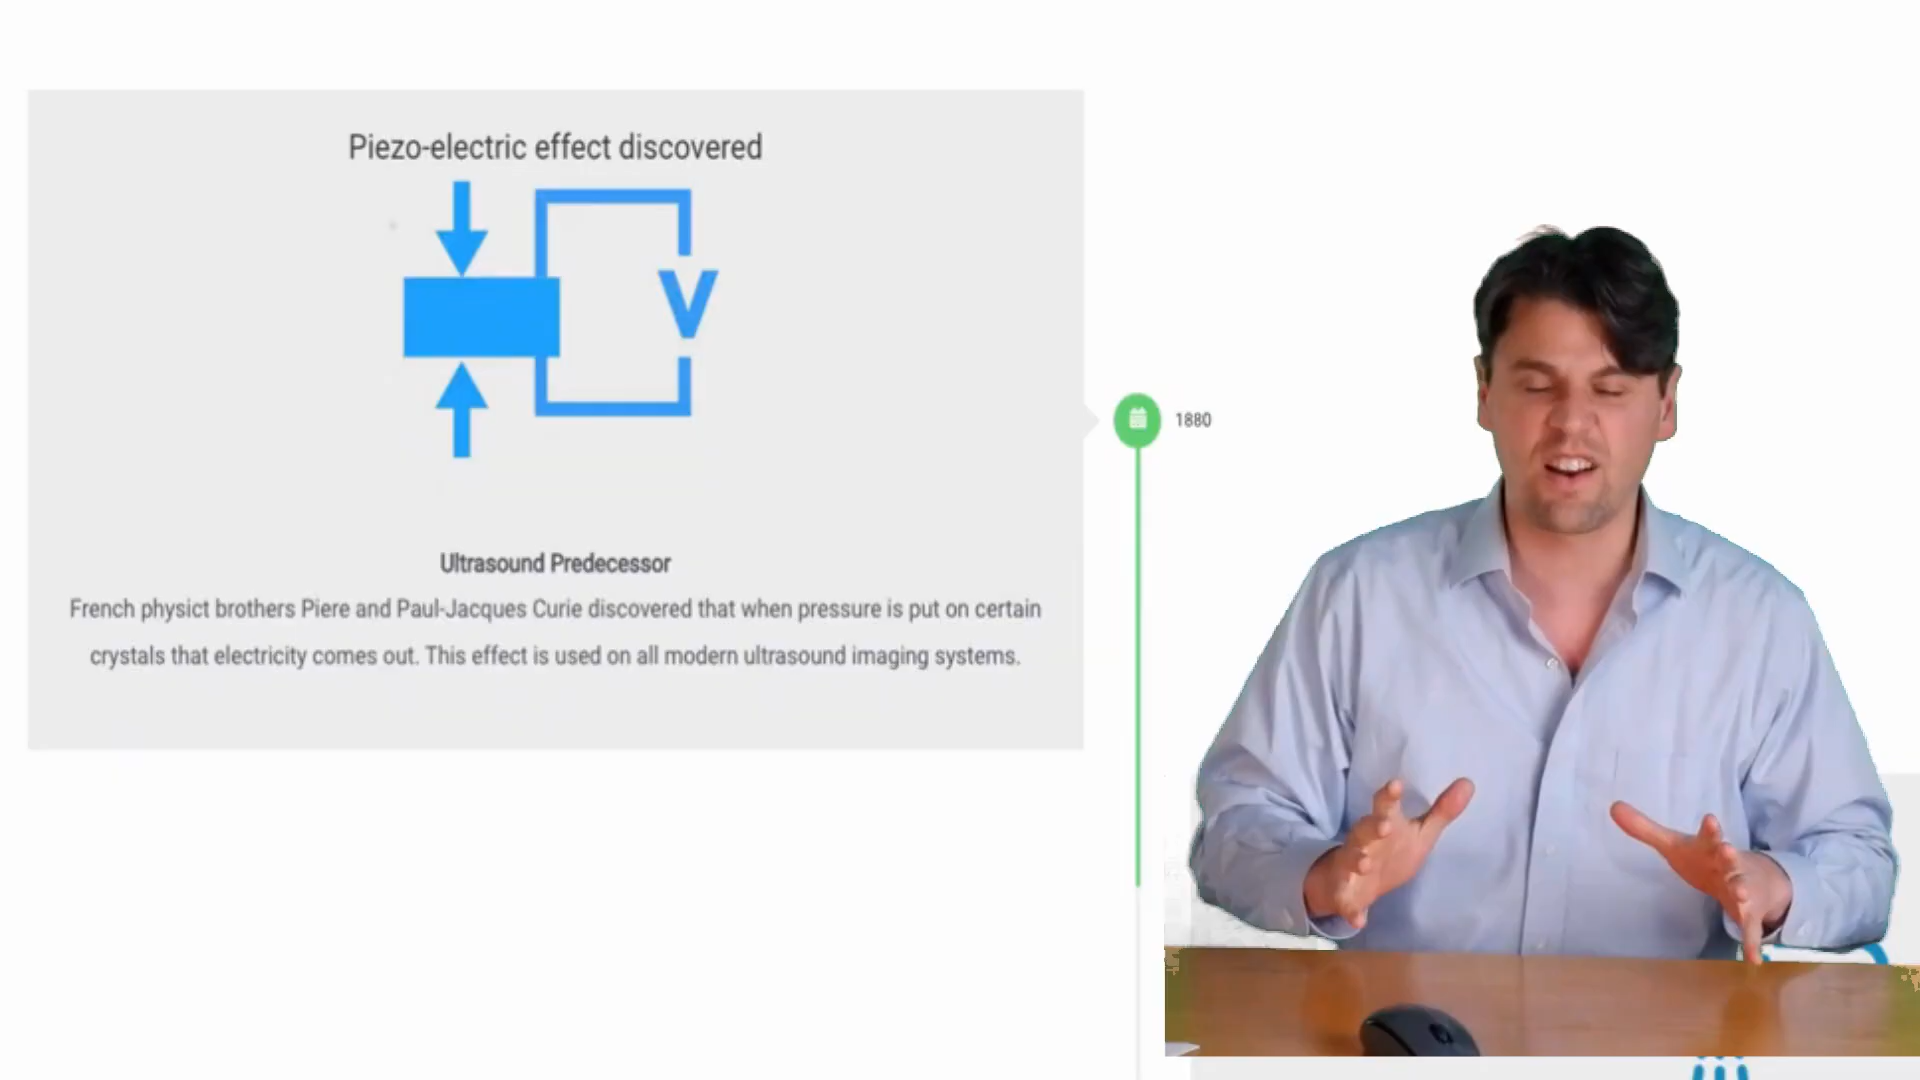 Piezo-electric effect discovered
V
1880
Ultrasound Predecessor
French physict brothers Piere and Paul-Jacques Curie discovered that when pressure is put on certain
crystals that electricity comes out. This effect is used on all modern ultrasound imaging systems.